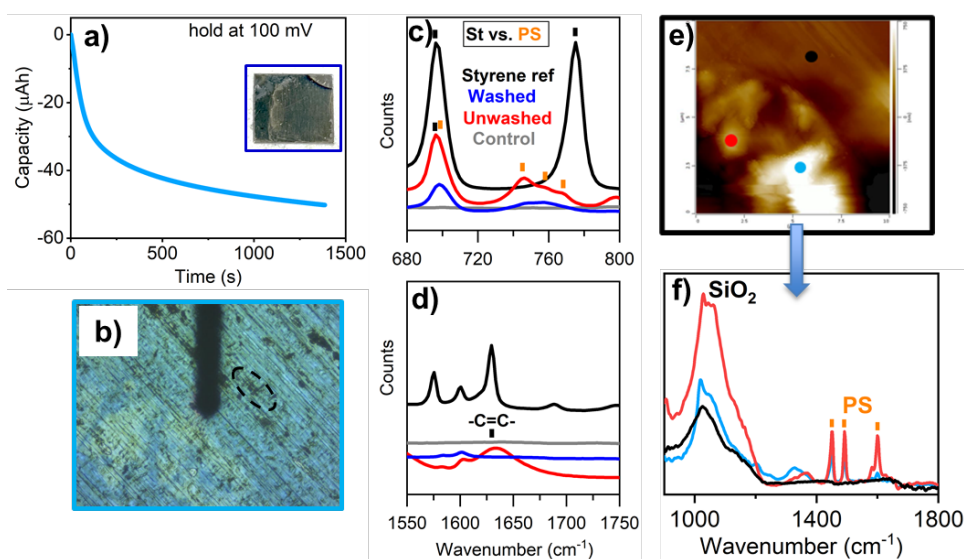 a)
hold at 100 mV
0
-20
-40
-60
Capacity (µAh)
0 500 1000 1500
Time (s)
b)
c)
St vs. PS
Styrene ref
Washed
Unwashed
Control
Counts
680 720 760 800
d)
Counts
-C=C-
1550 1600 1650 1700 1750
Wavenumber (cm⁻¹)
e)
f)
SiO₂
PS
1000 1400 1800
Wavenumber (cm⁻¹)